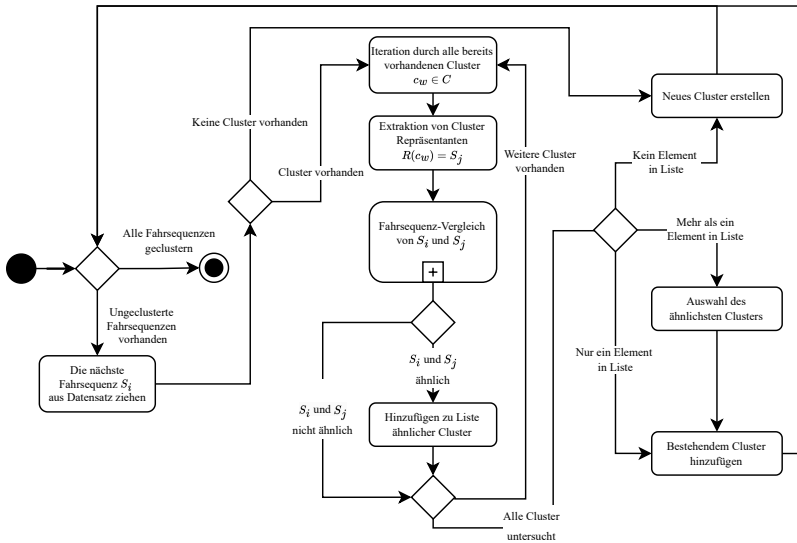 Iteration durch alle bereits
vorhandenen Cluster
c_w ∈ C
Neues Cluster erstellen
Keine Cluster vorhanden
Extraktion von Cluster
Repräsentanten
R(c_w) = S_j
Weitere Cluster
vorhanden
Kein Element
in Liste
Cluster vorhanden
Alle Fahrsequenzen
geclustern
Fahrsequenz-Vergleich
von S_i und S_j
+
Mehr als ein
Element in Liste
Ungeclusterte
Fahrsequenzen
vorhanden
Auswahl des
ähnlichsten Clusters
Die nächste
Fahrsequenz S_i
aus Datensatz ziehen
S_i und S_j
ähnlich
Nur ein Element
in Liste
S_i und S_j
nicht ähnlich
Hinzufügen zu Liste
ähnlicher Cluster
Bestehendem Cluster
hinzufügen
Alle Cluster
untersucht